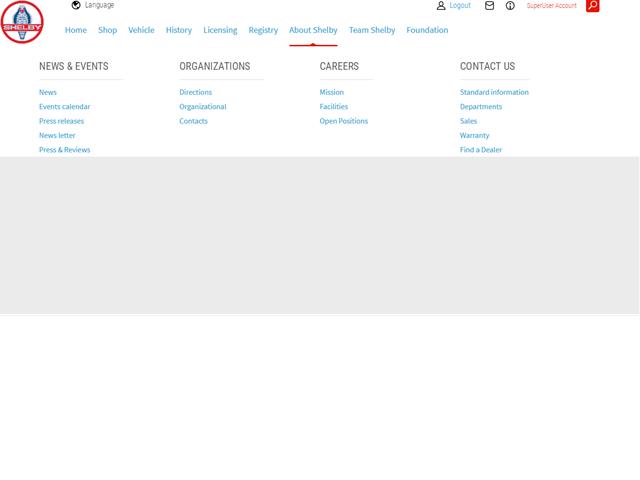 Language
Logout
SuperUser Account
SHELBY
Home Shop Vehicle History Licensing Registry About Shelby Team Shelby Foundation
NEWS & EVENTS ORGANIZATIONS CAREERS CONTACT US
News Directions Mission Standard information
Events calendar Organizational Facilities Departments
Press releases Contacts Open Positions Sales
News letter Warranty
Press & Reviews Find a Dealer